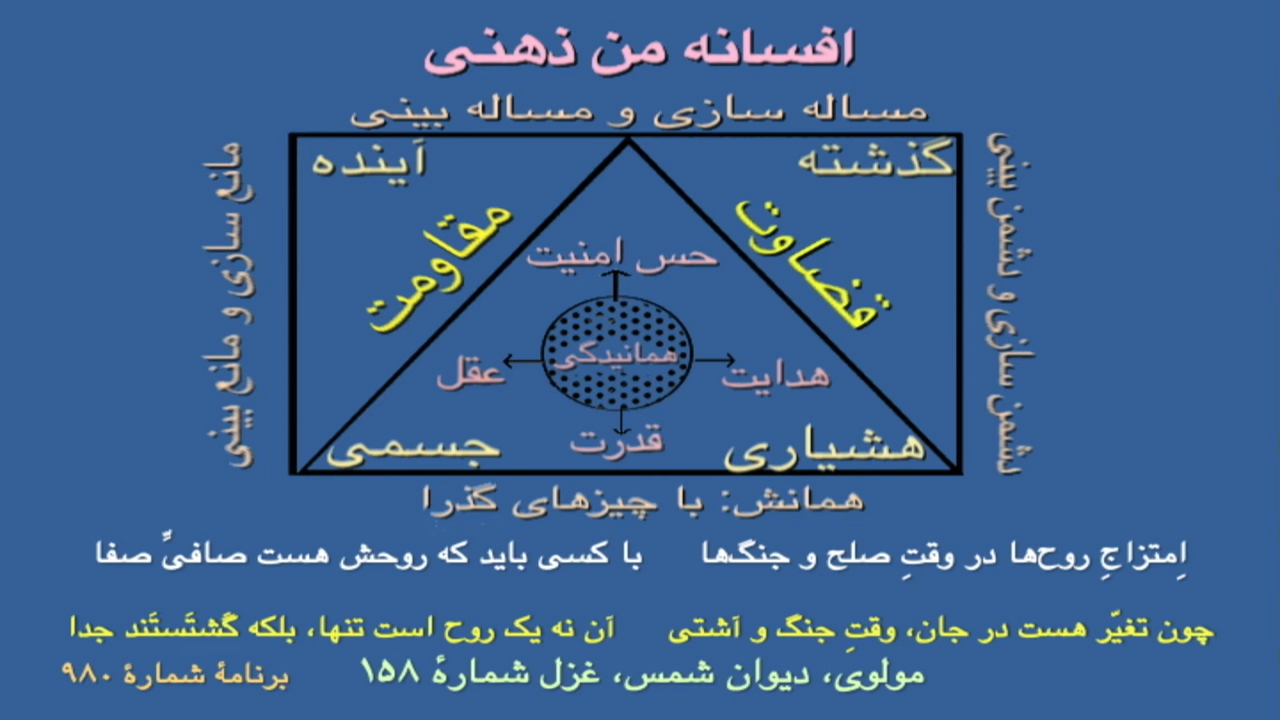 افسانه من ذهنی
مساله سازی و مساله بینی
گذشته
آینده
دشمن سازی و دشمن بینی
مانع سازی و مانع بینی
قضاوت
مقاومت
حس امنیت
همانیدگی
هدایت
عقل
قدرت
هشیاری
جسمی
همانش: با چیزهای گذرا
اِمتزاجِ روح‌ها در وقتِ صلح و جنگ‌ها با کسی باید که روحش هست صافیِّ صفا
چون تغیّر هست در جان، وقتِ جنگ و آشتی آن نه یک روح است تنها، بلکه گَشتَستَند جدا
مولوی، دیوان شمس، غزل شمارهٔ ۱۵۸
برنامهٔ شمارهٔ ۹۸۰